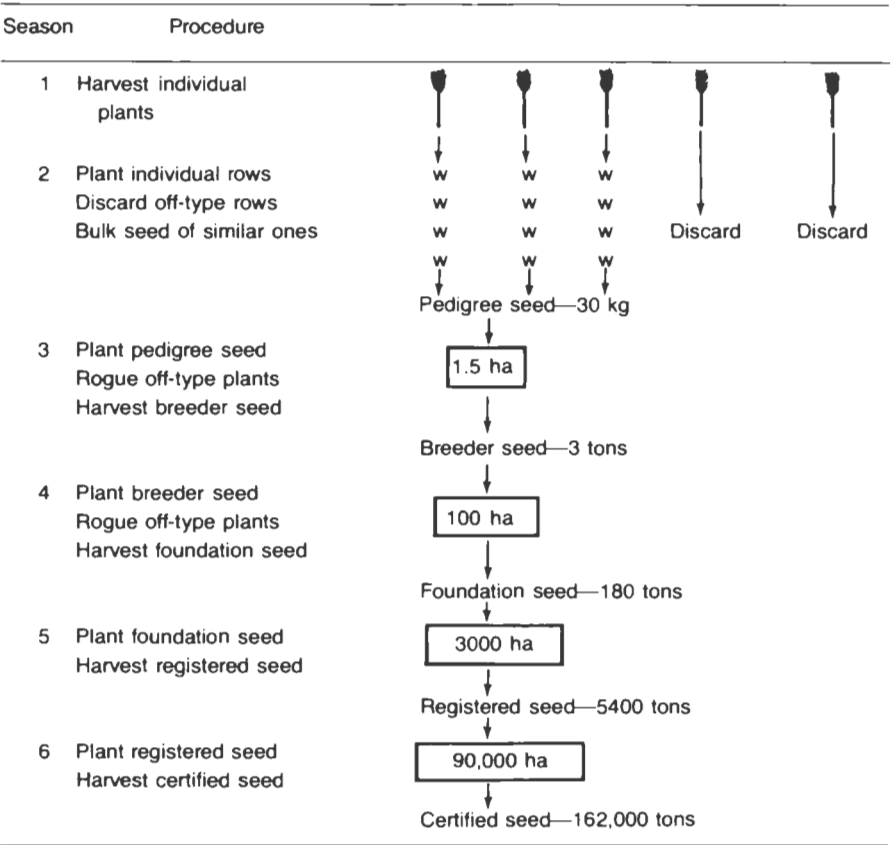 Season Procedure
1 Harvest individual
plants
2 Plant individual rows
w w w
Discard off-type rows
w w w
Bulk seed of similar ones
w w w
Discard Discard
w w w
Pedigree seed—30 kg
3 Plant pedigree seed
Rogue off-type plants
1.5 ha
Harvest breeder seed
Breeder seed—3 tons
4 Plant breeder seed
Rogue off-type plants
100 ha
Harvest foundation seed
Foundation seed—180 tons
5 Plant foundation seed
3000 ha
Harvest registered seed
Registered seed—5400 tons
6 Plant registered seed
90,000 ha
Harvest certified seed
Certified seed—162,000 tons